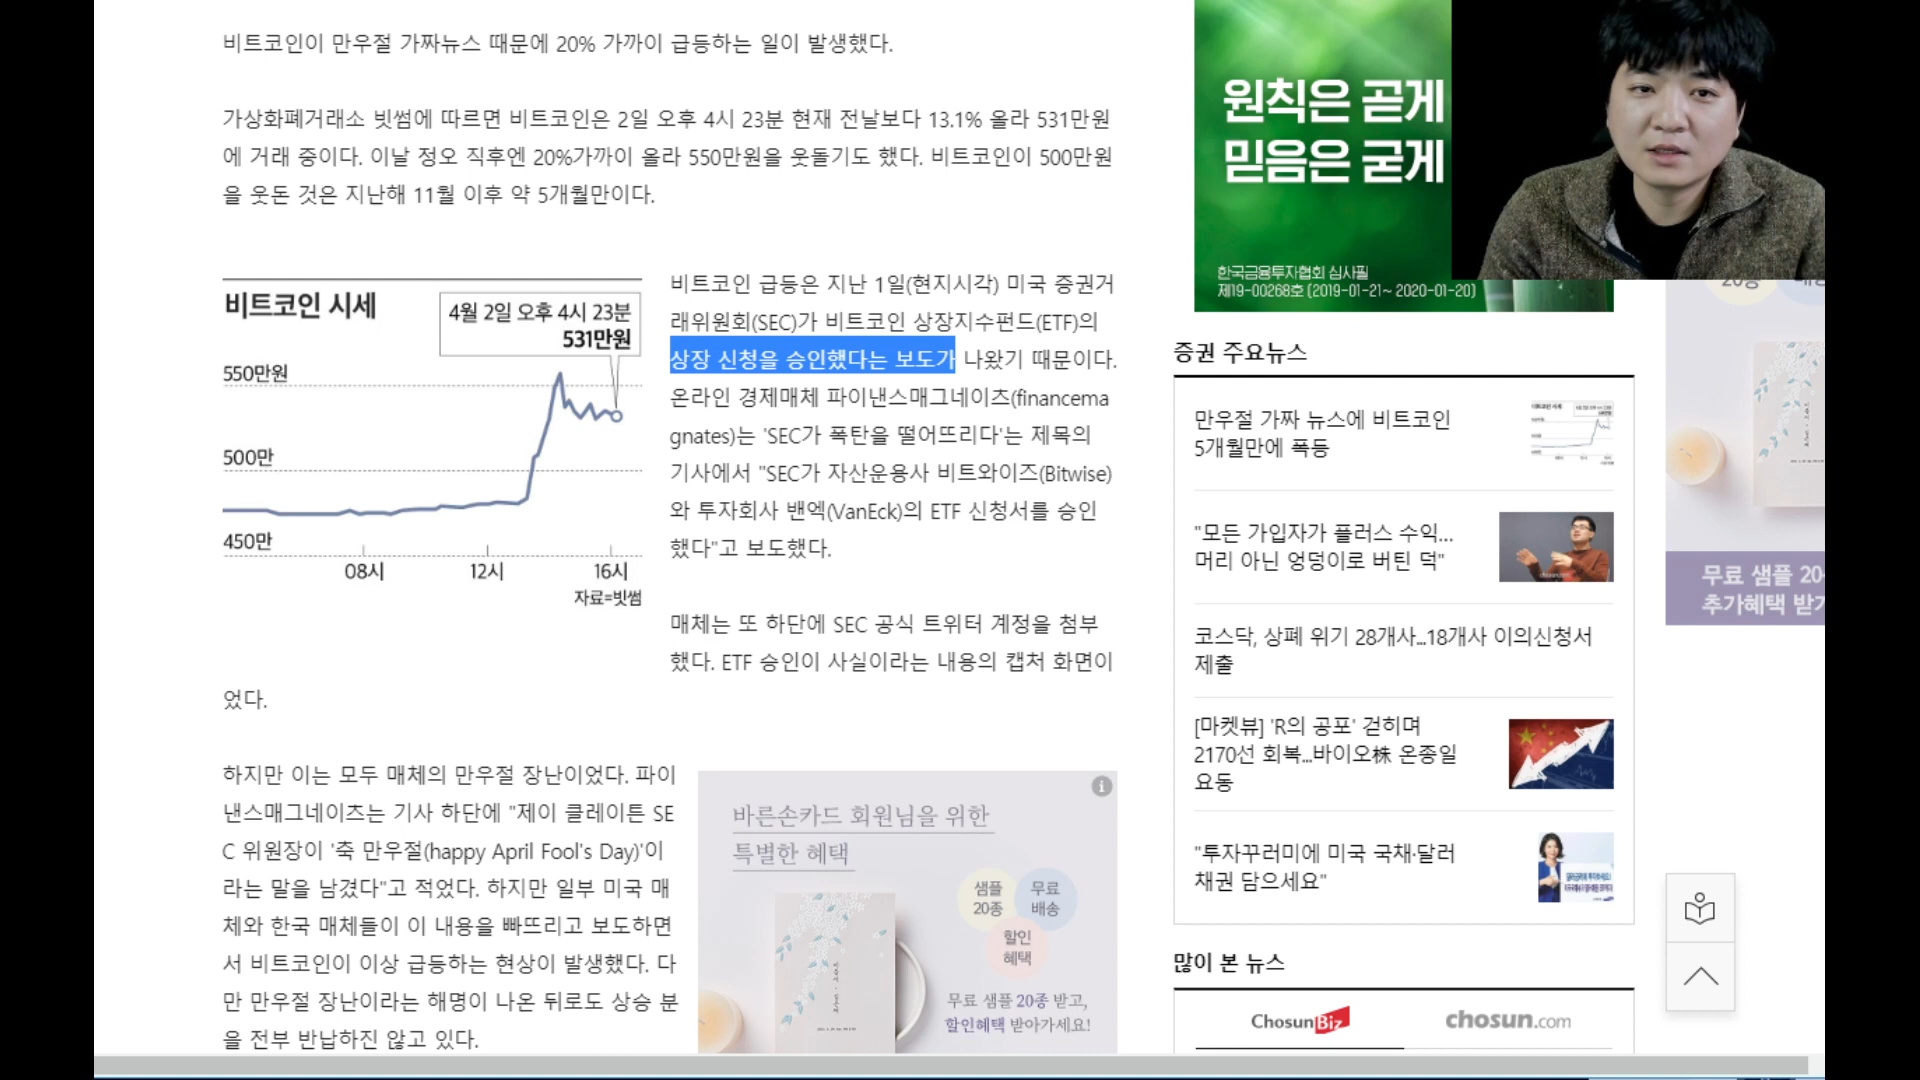 비트코인이 만우절 가짜뉴스 때문에 20% 가까이 급등하는 일이 발생했다.
가상화폐거래소 빗썸에 따르면 비트코인은 2일 오후 4시 23분 현재 전날보다 13.1% 올라 531만원
에 거래 중이다. 이날 정오 직후엔 20%가까이 올라 550만원을 웃돌기도 했다. 비트코인이 500만원
을 웃돈 것은 지난해 11월 이후 약 5개월만이다.
비트코인 시세
4월 2일 오후 4시 23분
531만원
550만원
500만
450만
08시
12시
16시
자료=빗썸
비트코인 급등은 지난 1일(현지시각) 미국 증권거
래위원회(SEC)가 비트코인 상장지수펀드(ETF)의
상장 신청을 승인했다는 보도가 나왔기 때문이다.
온라인 경제매체 파이낸스매그네이츠(financema
gnates)는 'SEC가 폭탄을 떨어뜨리다'는 제목의
기사에서 "SEC가 자산운용사 비트와이즈(Bitwise)
와 투자회사 밴엑(VanEck)의 ETF 신청서를 승인
했다"고 보도했다.
매체는 또 하단에 SEC 공식 트위터 계정을 첨부
했다. ETF 승인이 사실이라는 내용의 캡처 화면이
었다.
하지만 이는 모두 매체의 만우절 장난이었다. 파이
낸스매그네이츠는 기사 하단에 "제이 클레이튼 SE
C 위원장이 '축 만우절(happy April Fool's Day)'이
라는 말을 남겼다"고 적었다. 하지만 일부 미국 매
체와 한국 매체들이 이 내용을 빠뜨리고 보도하면
서 비트코인이 이상 급등하는 현상이 발생했다. 다
만 만우절 장난이라는 해명이 나온 뒤로도 상승 분
을 전부 반납하진 않고 있다.
바른손카드 회원님을 위한
특별한 혜택
샘플
20종
무료
배송
할인
혜택
무료 샘플 20종 받고,
할인혜택 받아가세요!
원칙은 곧게
믿음은 굳게
한국금융투자협회 심사필
제19-00268호 (2019-01-21~ 2020-01-20)
증권 주요뉴스
만우절 가짜 뉴스에 비트코인
5개월만에 폭등
"모든 가입자가 플러스 수익...
머리 아닌 엉덩이로 버틴 덕"
코스닥, 상폐 위기 28개사...18개사 이의신청서
제출
[마켓뷰] 'R의 공포' 걷히며
2170선 회복...바이오株 온종일
요동
"투자꾸러미에 미국 국채·달러
채권 담으세요"
많이 본 뉴스
ChosunBiz
chosun.com
무료 샘플 20
추가혜택 받